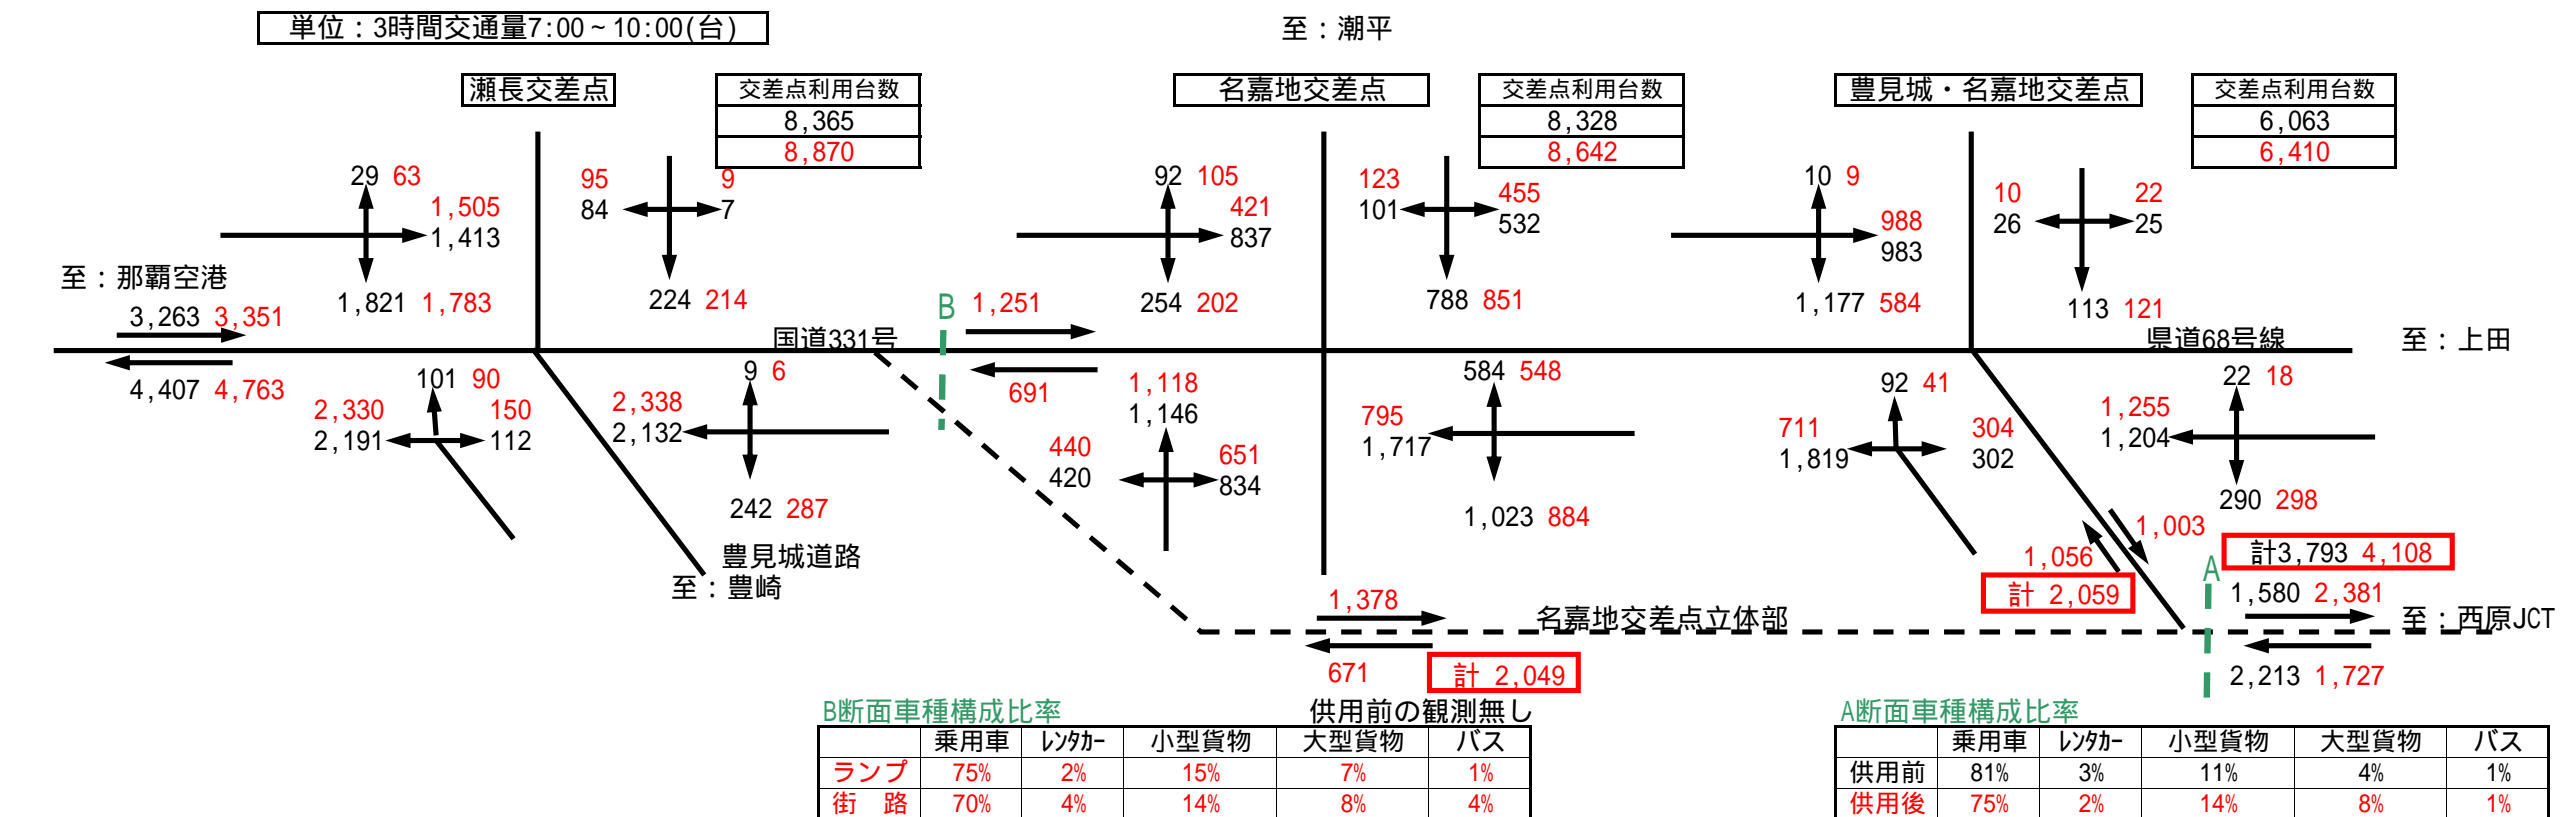 単位：3時間交通量7:00～10:00(台)
至：潮平
瀬長交差点
交差点利用台数
8,365
8,870
名嘉地交差点
交差点利用台数
8,328
8,642
豊見城・名嘉地交差点
交差点利用台数
6,063
6,410
29 63
1,505
1,413
1,821 1,783
95
84
9
7
224 214
92 105
421
837
254 202
123
101
455
532
788 851
10 9
988
983
1,177 584
10
26
22
25
113 121
至：那覇空港
3,263 3,351
4,407 4,763
国道331号
B
1,251
691
県道68号線
至：上田
101 90
2,330
2,191
150
112
9 6
2,338
2,132
242 287
1,118
1,146
440
420
651
834
584 548
795
1,717
1,023 884
92 41
711
1,819
304
302
22 18
1,255
1,204
290 298
豊見城道路
至：豊崎
1,003
1,056
計 2,059
計3,793 4,108
A
1,580 2,381
至：西原JCT
2,213 1,727
1,378
名嘉地交差点立体部
671
計 2,049
B断面車種構成比率
供用前の観測無し
乗用車 ﾚﾝﾀｶｰ 小型貨物 大型貨物 バス
ランプ 75% 2% 15% 7% 1%
街　路 70% 4% 14% 8% 4%
A断面車種構成比率
乗用車 ﾚﾝﾀｶｰ 小型貨物 大型貨物 バス
供用前 81% 3% 11% 4% 1%
供用後 75% 2% 14% 8% 1%